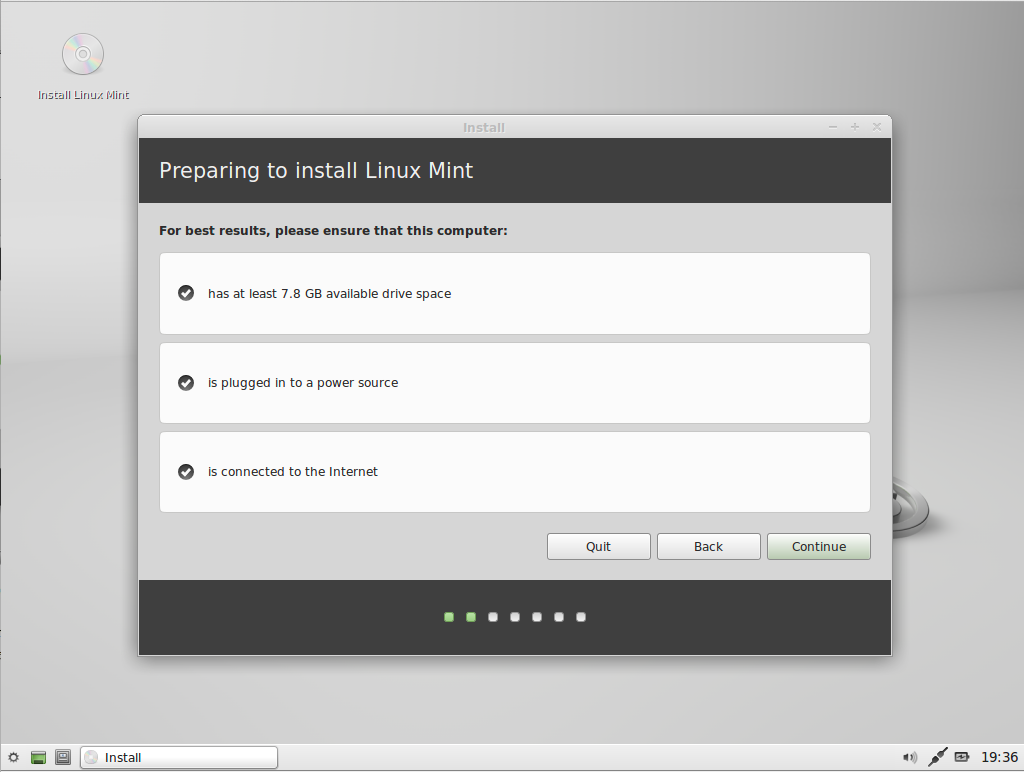 Install Linux Mint
Install
Preparing to install Linux Mint
For best results, please ensure that this computer:
has at least 7.8 GB available drive space
is plugged in to a power source
is connected to the Internet
Quit Back Continue
Install 19:36